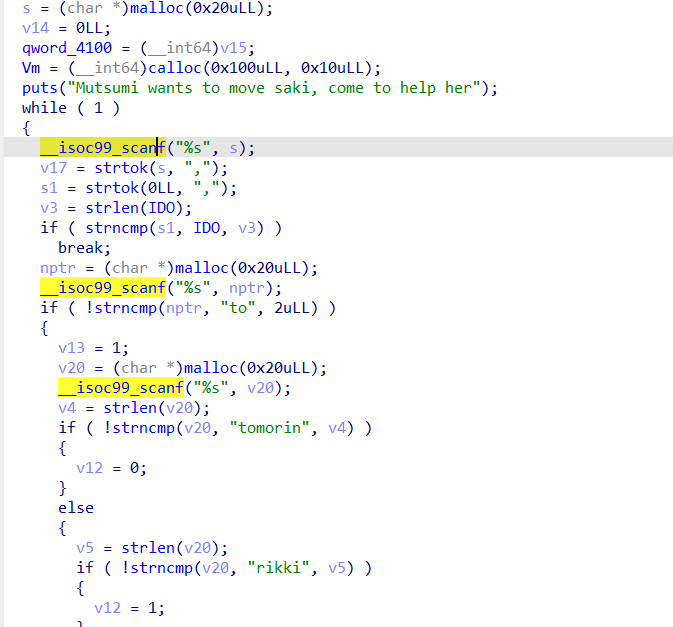 s = (char *)malloc(0x20uLL);
v14 = 0LL;
qword_4100 = (__int64)v15;
Vm = (__int64)calloc(0x100uLL, 0x10uLL);
puts("Mutsumi wants to move saki, come to help her");
while ( 1 )
{
__isoc99_scanf("%s", s);
v17 = strtok(s, ",");
s1 = strtok(0LL, ",");
v3 = strlen(IDO);
if ( strncmp(s1, IDO, v3) )
break;
nptr = (char *)malloc(0x20uLL);
__isoc99_scanf("%s", nptr);
if ( !strncmp(nptr, "to", 2uLL) )
{
v13 = 1;
v20 = (char *)malloc(0x20uLL);
__isoc99_scanf("%s", v20);
v4 = strlen(v20);
if ( !strncmp(v20, "tomorin", v4) )
{
v12 = 0;
}
else
{
v5 = strlen(v20);
if ( !strncmp(v20, "rikki", v5) )
{
v12 = 1;
}